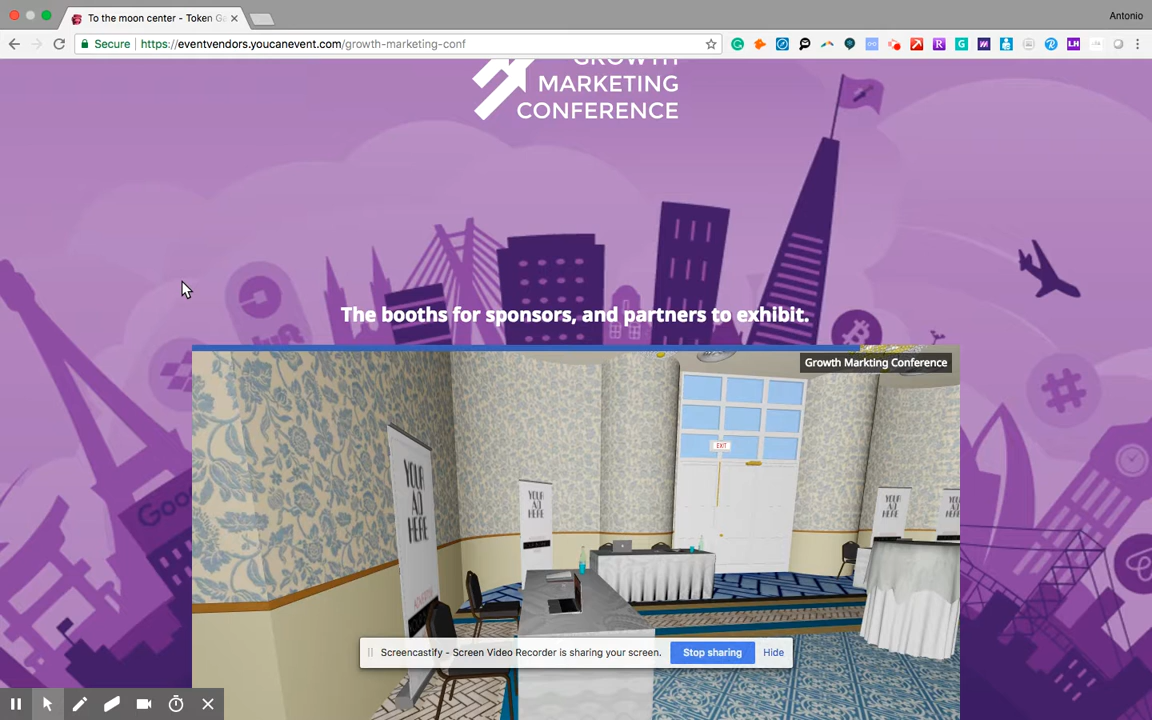 To the moon center - Token Ga
Antonio
Secure
https://eventvendors.youcanevent.com/growth-marketing-conf
GROWTH
MARKETING
CONFERENCE
The booths for sponsors, and partners to exhibit.
Growth Markting Conference
EXIT
YOUR
AD
HERE
YOUR
AD
HERE
YOUR
AD
HERE
Goo
Screencastify - Screen Video Recorder is sharing your screen.
Stop sharing
Hide